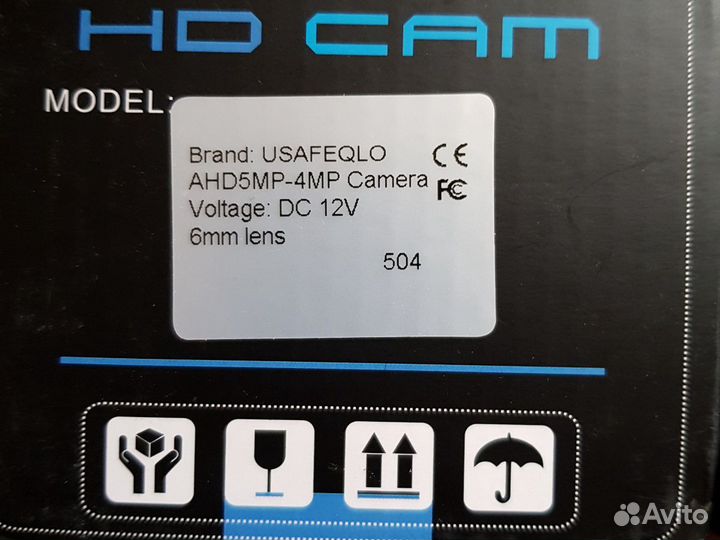 HD CAM
MODEL:
Brand: USAFEQLO CE
AHD5MP-4MP Camera FC
Voltage: DC 12V
6mm lens
504
Avito